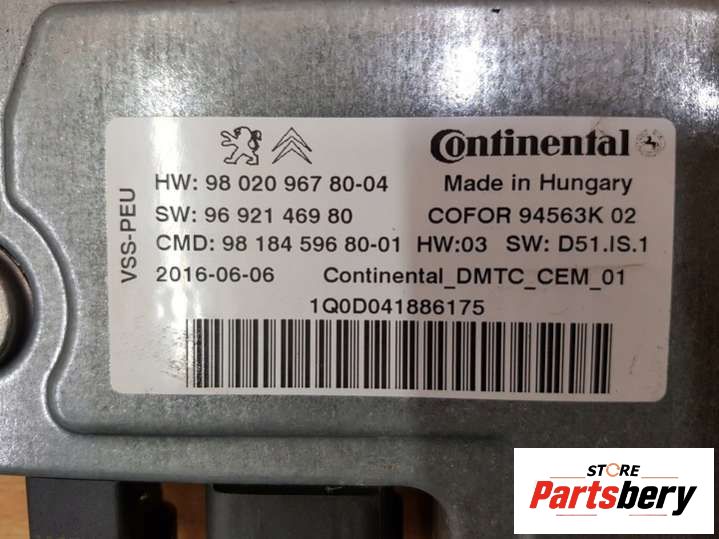 Continental
HW: 98 020 967 80-04 Made in Hungary
SW: 96 921 469 80 COFOR 94563K 02
CMD: 98 184 596 80-01 HW:03 SW: D51.IS.1
2016-06-06 Continental_DMTC_CEM_01
1Q0D041886175
VSS-PEU
STORE
Partsbery